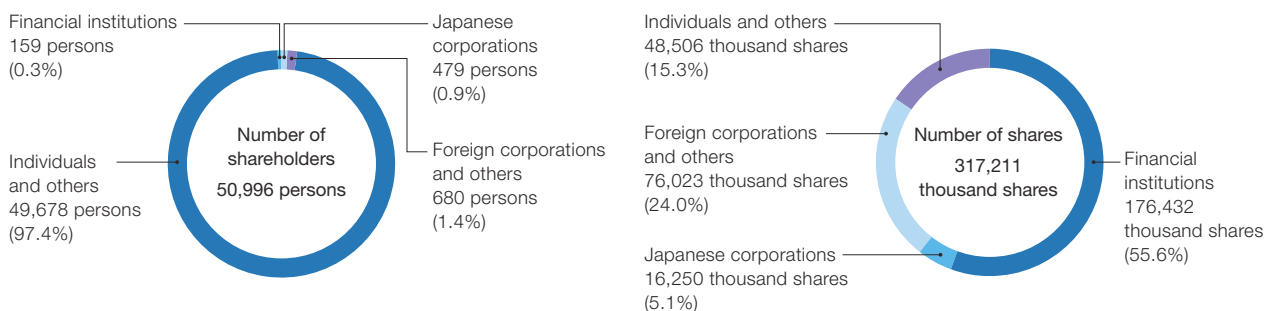 Financial institutions
159 persons
(0.3%)
Japanese
corporations
479 persons
(0.9%)
Number of
shareholders
50,996 persons
Individuals
and others
49,678 persons
(97.4%)
Foreign corporations
and others
680 persons
(1.4%)
Individuals and others
48,506 thousand shares
(15.3%)
Foreign corporations
and others
76,023 thousand shares
(24.0%)
Number of shares
317,211
thousand shares
Financial
institutions
176,432
thousand shares
(55.6%)
Japanese corporations
16,250 thousand shares
(5.1%)